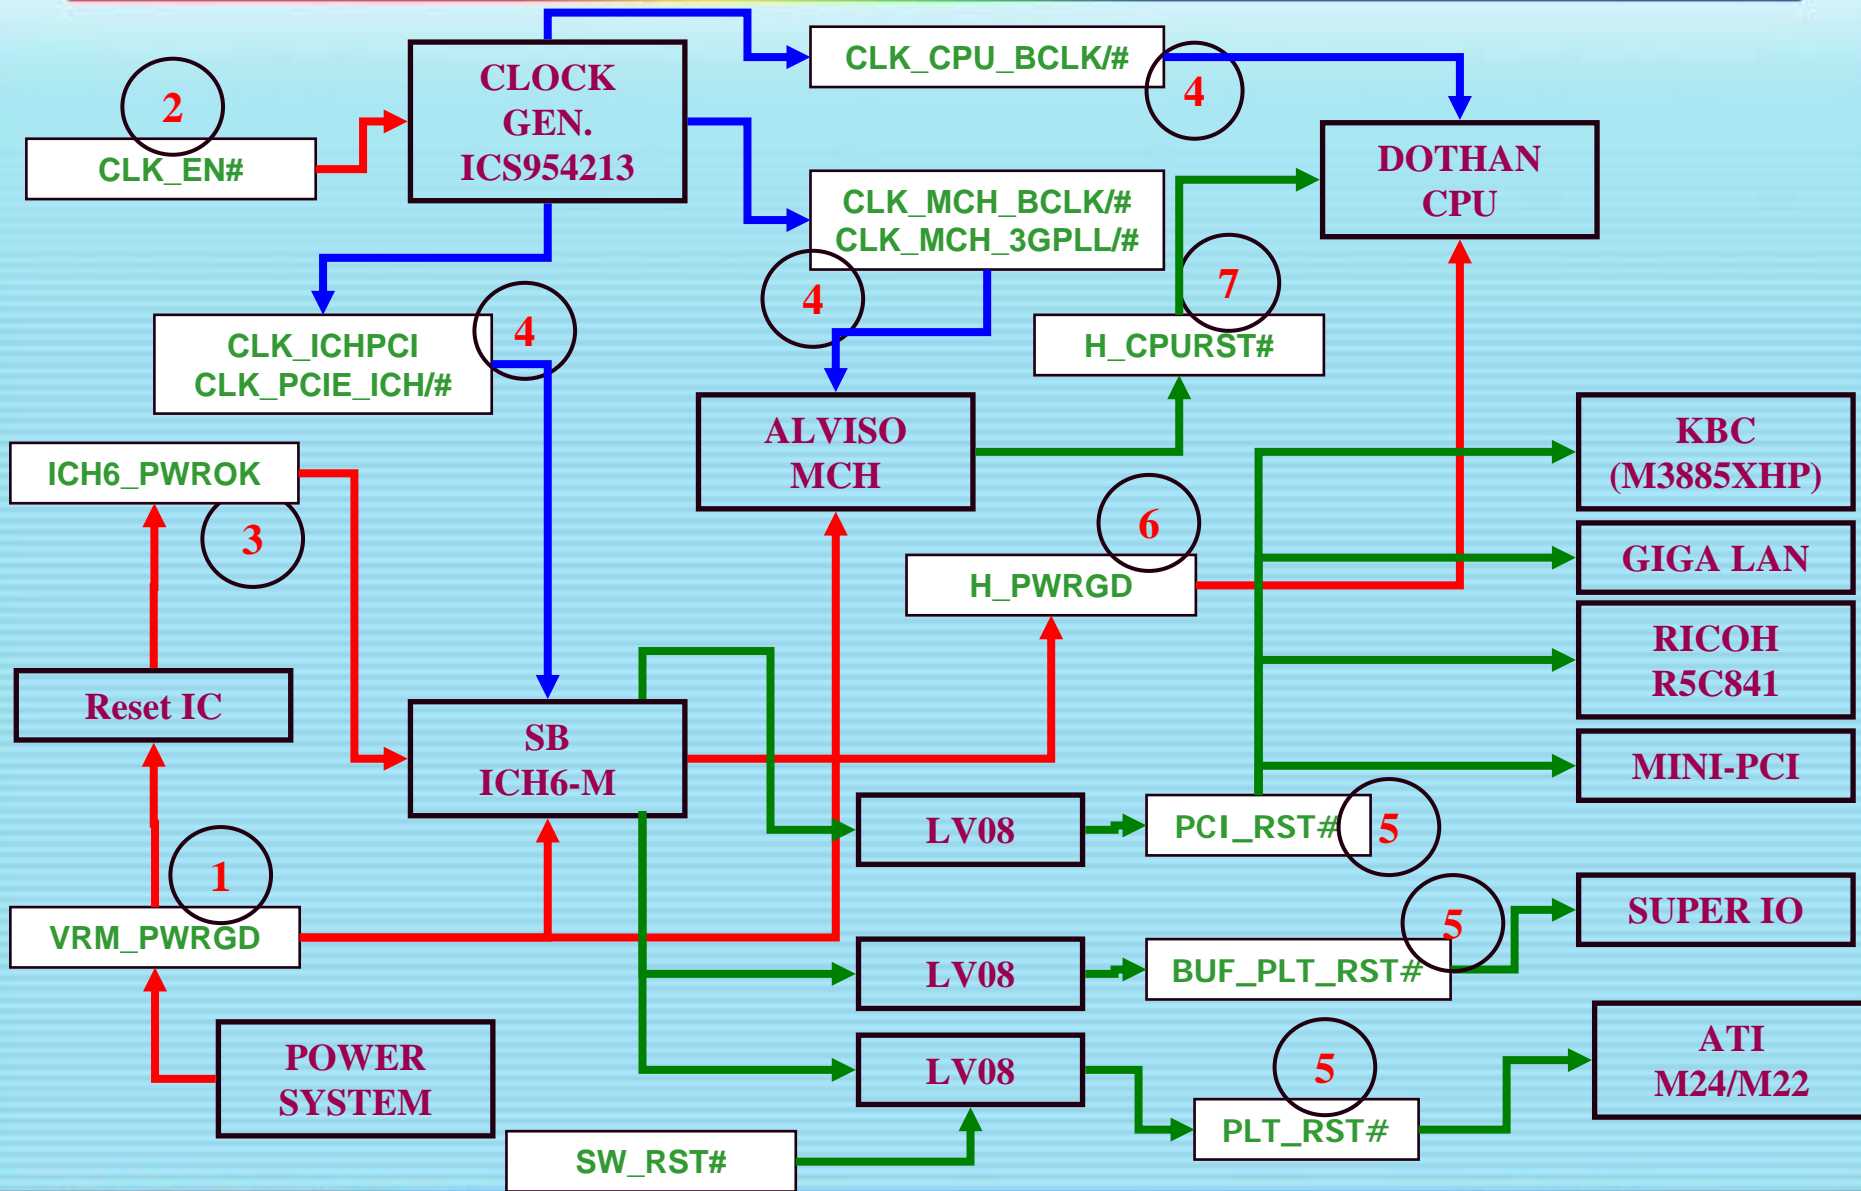 CLOCK
GEN.
ICS954213
CLK_CPU_BCLK/#
4
2
CLK_EN#
DOTHAN
CPU
CLK_MCH_BCLK/#
CLK_MCH_3GPLL/#
4
7
H_CPURST#
CLK_ICHPCI
CLK_PCIE_ICH/#
4
ALVISO
MCH
KBC
(M3885XHP)
ICH6_PWROK
3
6
H_PWRGD
GIGA LAN
RICOH
R5C841
Reset IC
SB
ICH6-M
MINI-PCI
LV08
PCI_RST#
5
1
VRM_PWRGD
SUPER IO
5
LV08
BUF_PLT_RST#
POWER
SYSTEM
LV08
5
PLT_RST#
ATI
M24/M22
SW_RST#